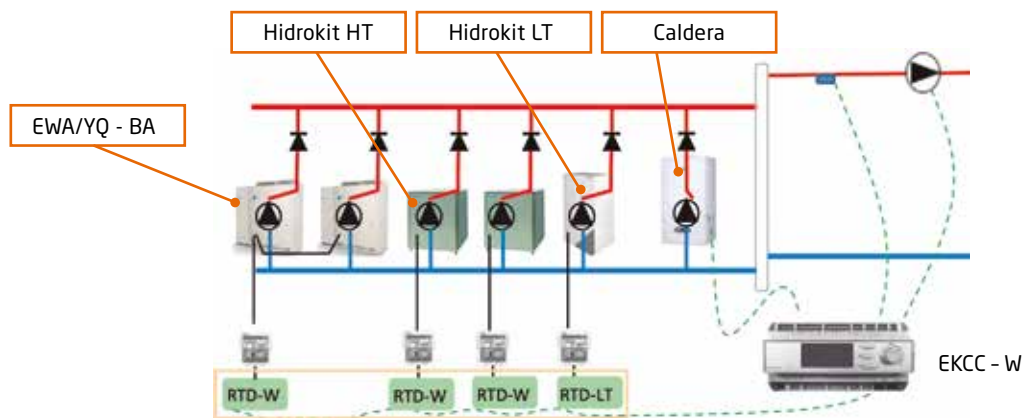 Hidrokit HT
Hidrokit LT
Caldera
EWA/YQ - BA
EKCC - W
RTD-W
RTD-W
RTD-W
RTD-LT